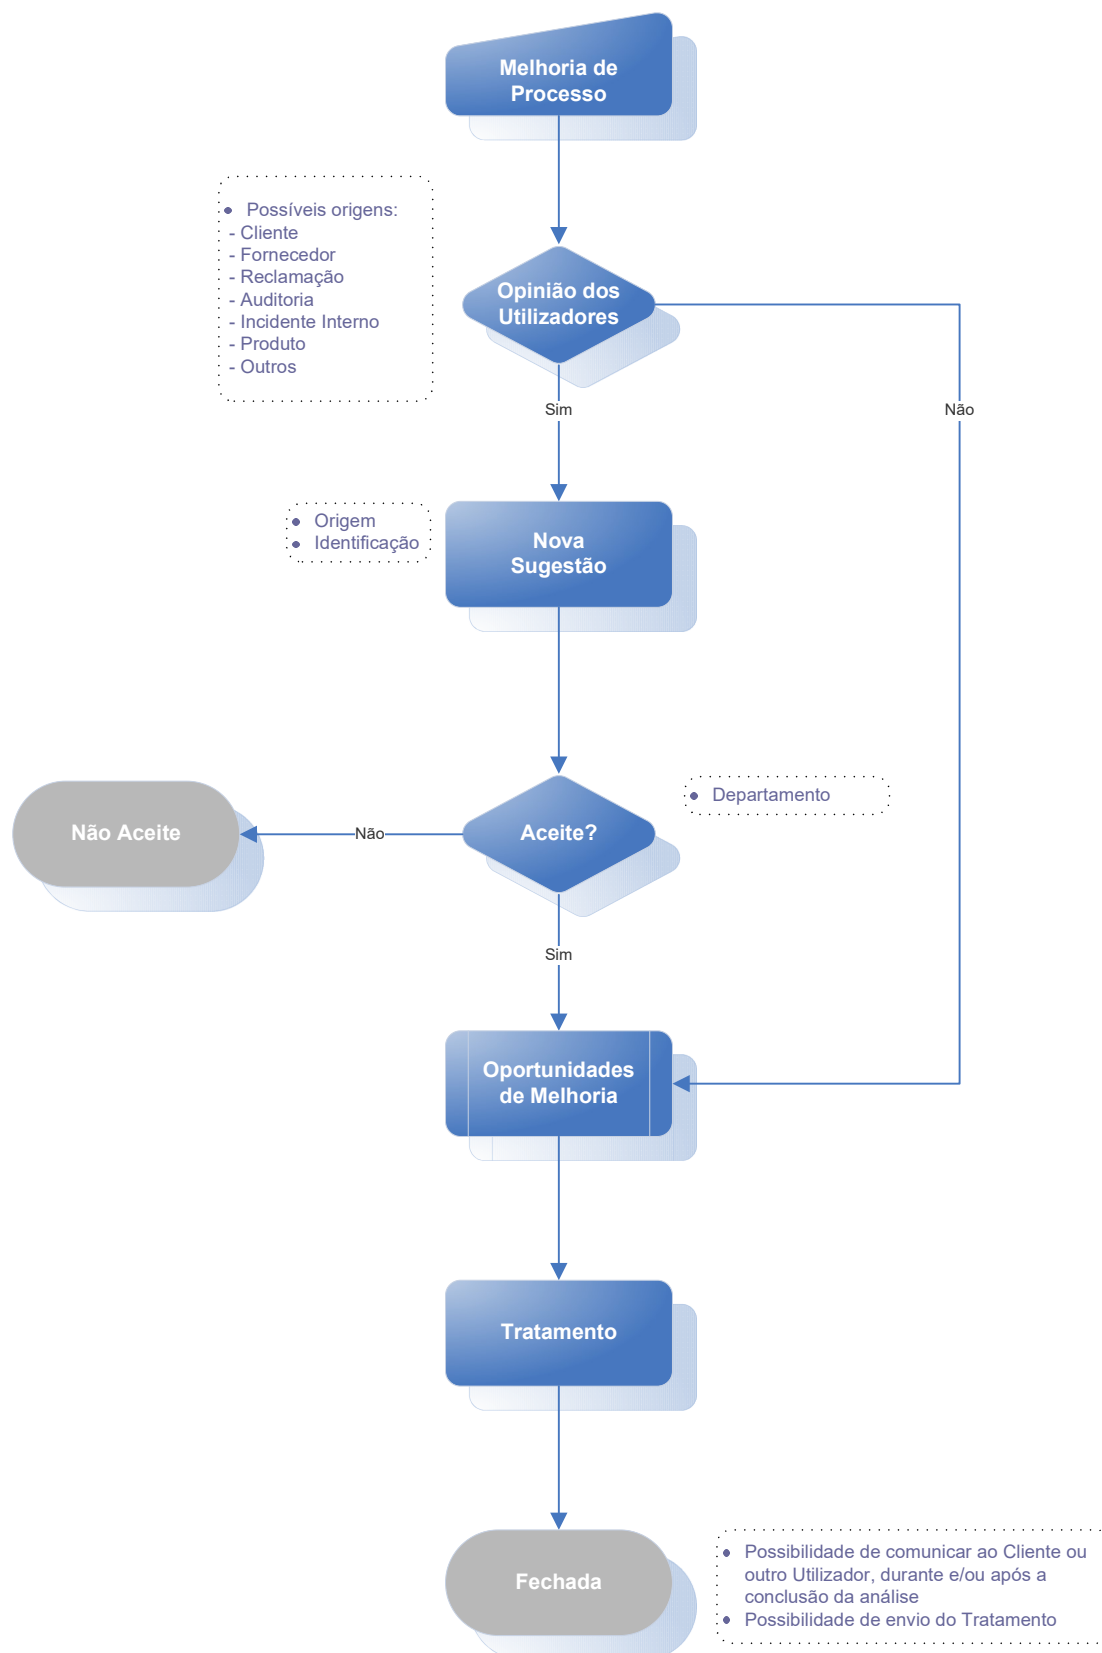 Melhoria de
Processo
• Possíveis origens:
- Cliente
- Fornecedor
- Reclamação
- Auditoria
- Incidente Interno
- Produto
- Outros
Opinião dos
Utilizadores
Sim
Não
• Origem
• Identificação
Nova
Sugestão
• Departamento
Não Aceite
Não
Aceite?
Sim
Oportunidades
de Melhoria
Tratamento
Fechada
• Possibilidade de comunicar ao Cliente ou
outro Utilizador, durante e/ou após a
conclusão da análise
• Possibilidade de envio do Tratamento